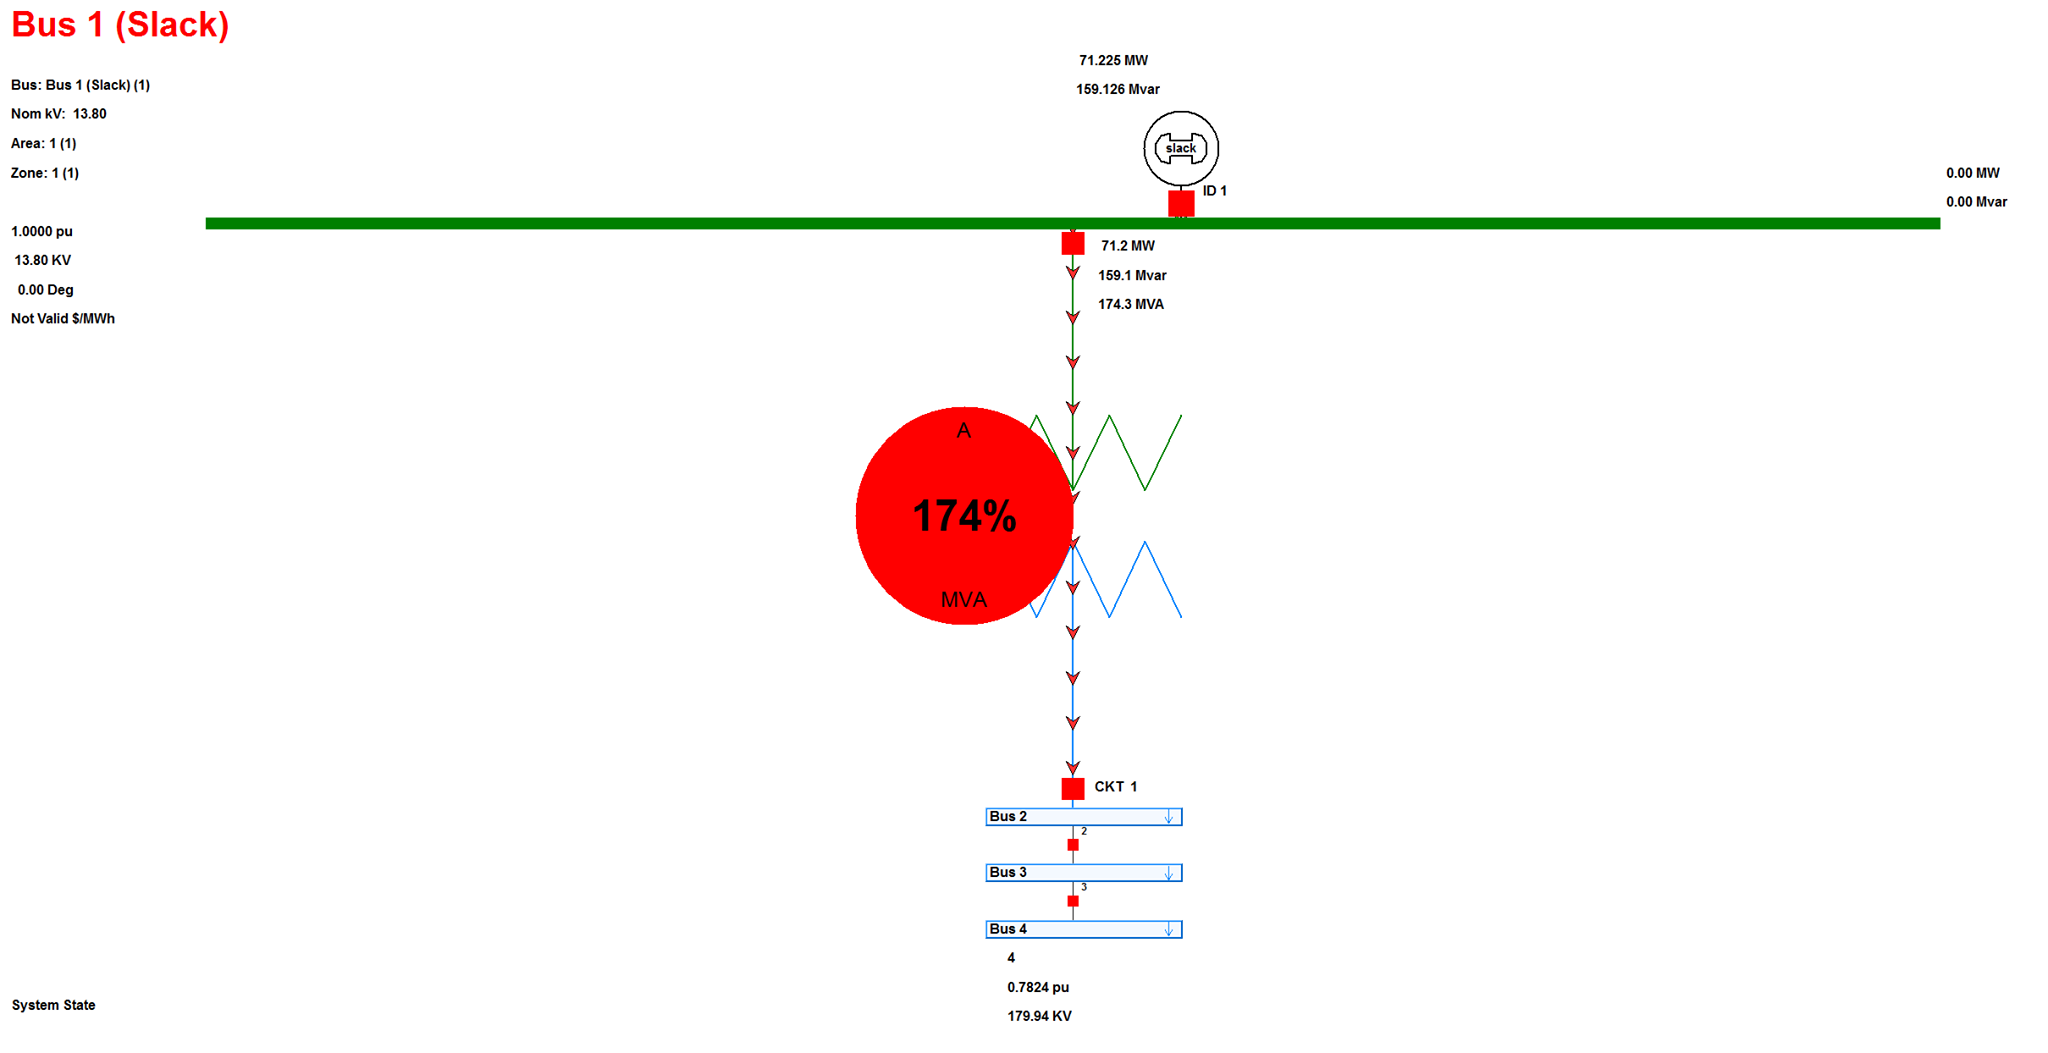 Bus 1 (Slack)
71.225 MW
Bus: Bus 1 (Slack) (1)
159.126 Mvar
Nom kV: 13.80
Area: 1 (1)
slack
Zone: 1 (1)
0.00 MW
ID 1
0.00 Mvar
1.0000 pu
71.2 MW
13.80 KV
159.1 Mvar
0.00 Deg
174.3 MVA
Not Valid $/MWh
A
174%
MVA
CKT 1
Bus 2
2
Bus 3
3
Bus 4
4
0.7824 pu
System State
179.94 KV